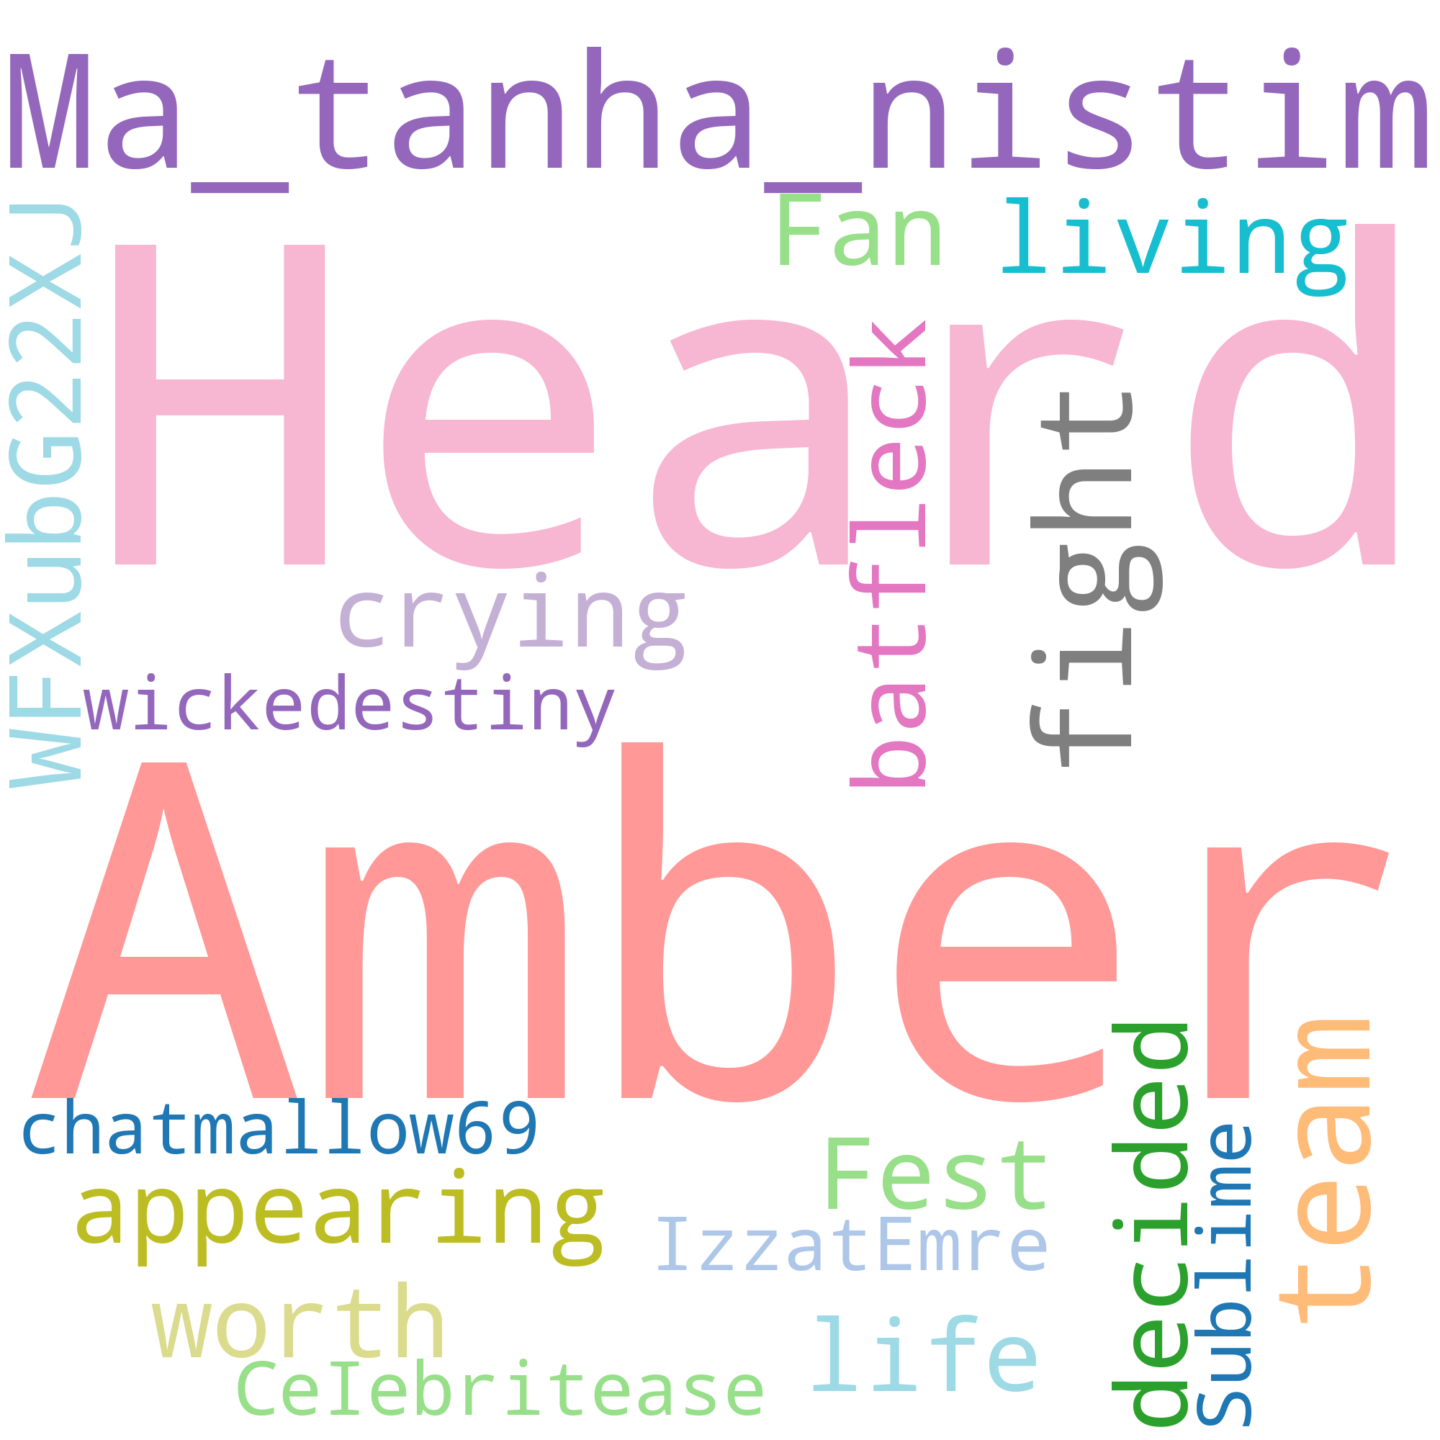 Ma_tanha_nistim
Fan
living
WFXubG22XJ
Heard
batfleck
fight
crying
wickedestiny
Amber
chatmallow69
appearing
Fest
IzzatEmre
decided
Sublime
team
worth
life
CeIebritease